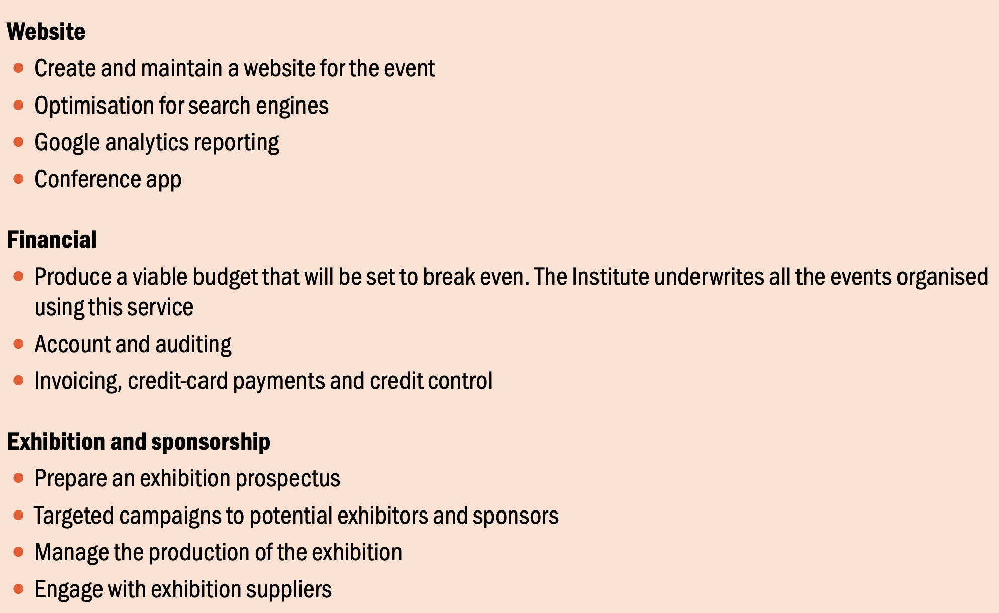 Website
Create and maintain a website for the event
Optimisation for search engines
Google analytics reporting
Conference app
Financial
Produce a viable budget that will be set to break even. The Institute underwrites all the events organised
using this service
Account and auditing
Invoicing, credit-card payments and credit control
Exhibition and sponsorship
Prepare an exhibition prospectus
Targeted campaigns to potential exhibitors and sponsors
Manage the production of the exhibition
Engage with exhibition suppliers